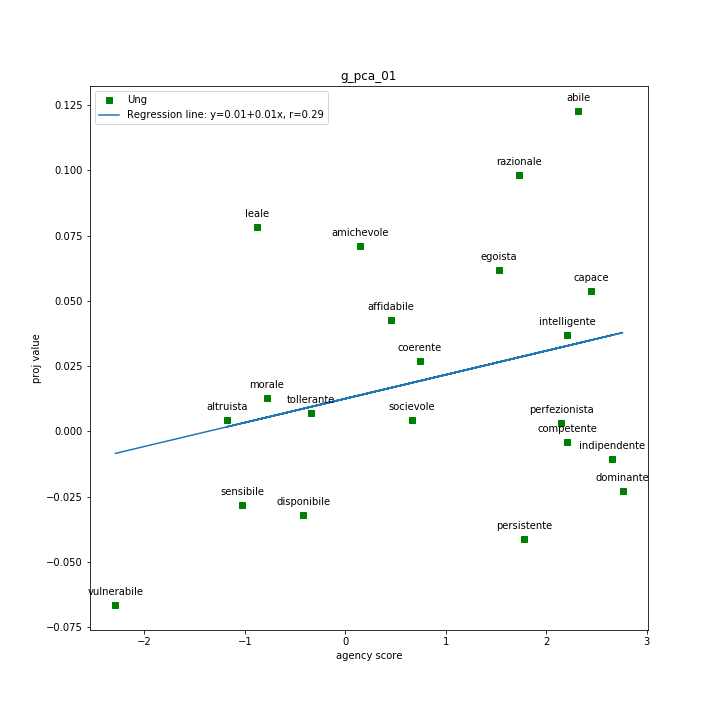 g_pca_01
Ung
Regression line: y=0.01+0.01x, r=0.29
abile
razionale
leale
amichevole
egoista
capace
affidabile
intelligente
coerente
morale
tollerante
altruista
socievole
perfezionista
competente
indipendente
dominante
sensibile
disponibile
persistente
vulnerabile
0.125
0.100
0.075
0.050
0.025
0.000
−0.025
−0.050
−0.075
proj value
−2 −1 0 1 2 3
agency score